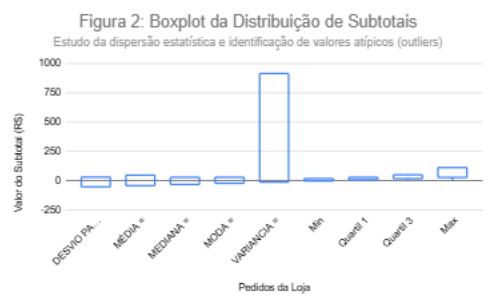 Figura 2: Boxplot da Distribuição de Subtotais
Estudo da dispersão estatística e identificação de valores atípicos (outliers)
Valor do Subtotal (R$)
1000
750
500
250
0
-250
DESVIO PA...
MÉDIA =
MEDIANA =
MODA =
VARIANCIA =
Min
Quartil 1
Quartil 3
Max
Pedidos da Loja